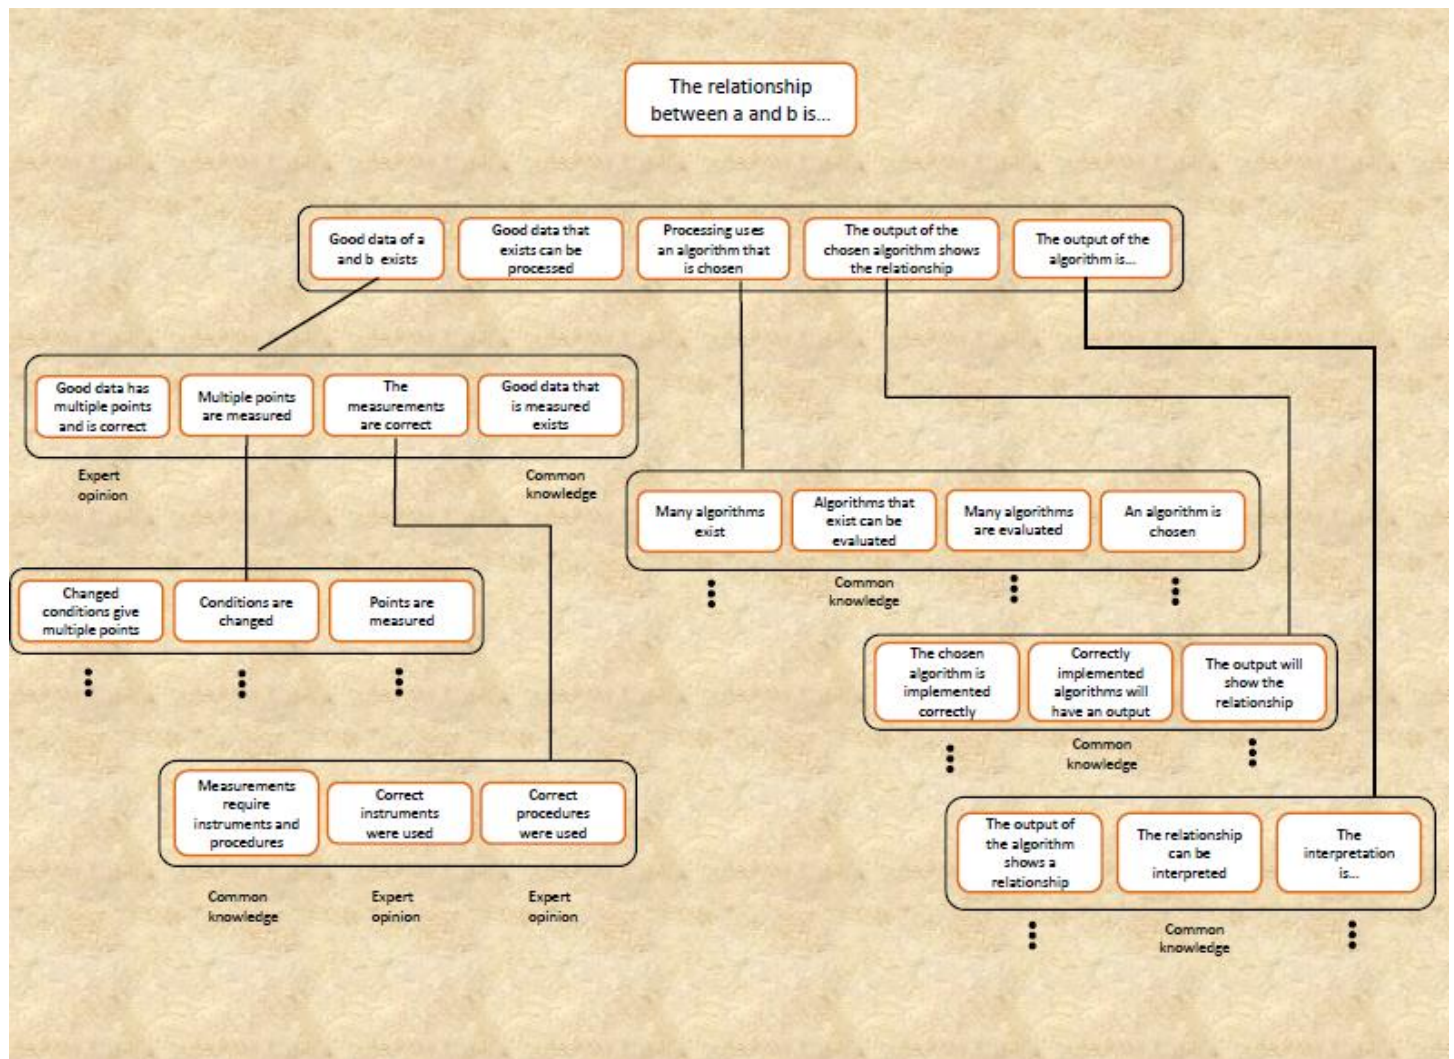 The relationship
between a and b is...
Good data of a
and b exists
Good data that
exists can be
processed
Processing uses
an algorithm that
is chosen
The output of the
chosen algorithm shows
the relationship
The output of the
algorithm is...
Good data has
multiple points
and is correct
Multiple points
are measured
The
measurements
are correct
Good data that
is measured
exists
Expert
opinion
Common
knowledge
Many algorithms
exist
Algorithms that
exist can be
evaluated
Many algorithms
are evaluated
An algorithm is
chosen
Common
knowledge
Changed
conditions give
multiple points
Conditions are
changed
Points are
measured
The chosen
algorithm is
implemented
correctly
Correctly
implemented
algorithms will
have an output
The output will
show the
relationship
Common
knowledge
Measurements
require
instruments and
procedures
Correct
instruments
were used
Correct
procedures
were used
Common
knowledge
Expert
opinion
Expert
opinion
The output of
the algorithm
shows a
relationship
The relationship
can be
interpreted
The
interpretation
is...
Common
knowledge